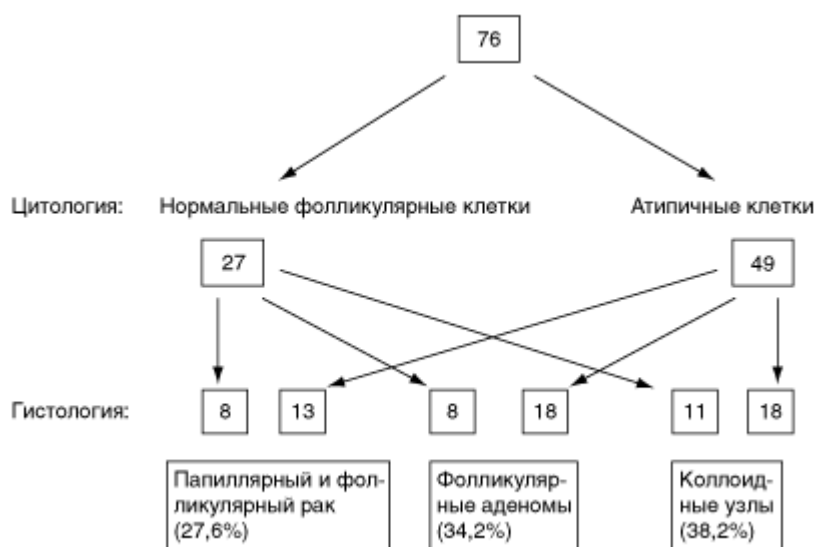 76
Цитология: Нормальные фолликулярные клетки Атипичные клетки
27 49
Гистология: 8 13 8 18 11 18
Папиллярный и фол-
ликулярный рак
(27,6%)
Фолликуляр-
ные аденомы
(34,2%)
Коллоид-
ные узлы
(38,2%)